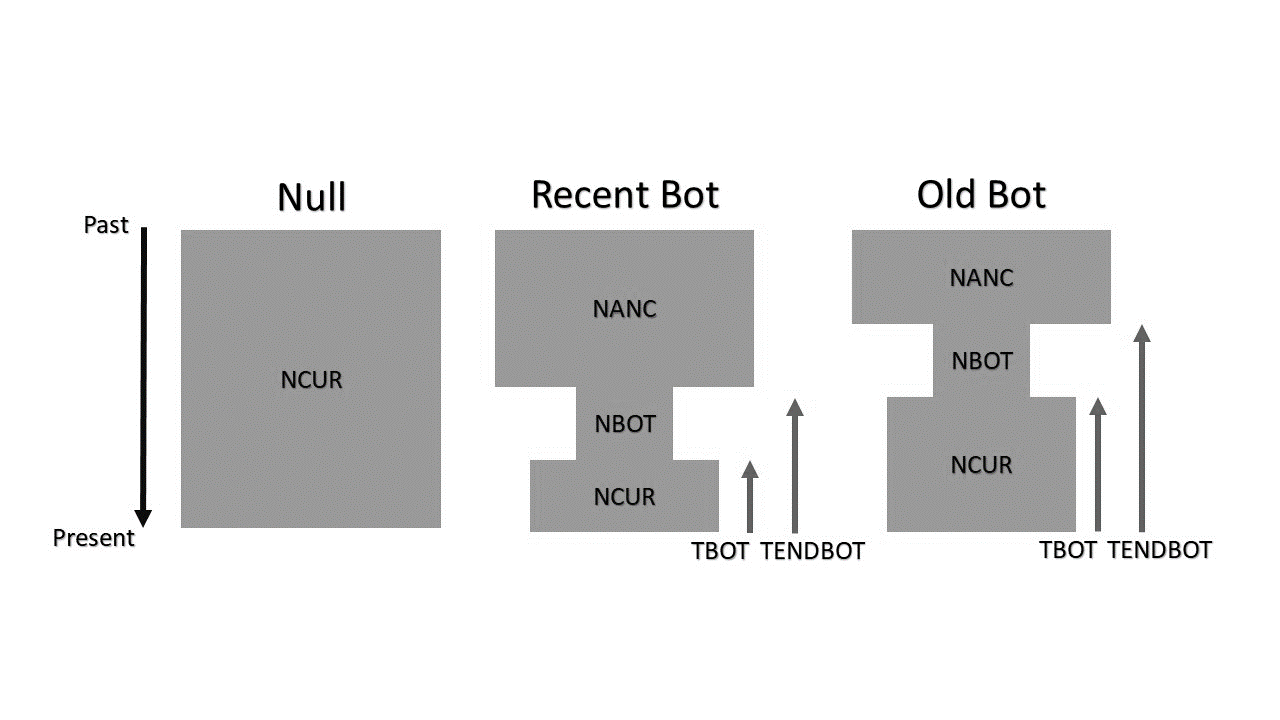 Null
Recent Bot
Old Bot
Past
NANC
NANC
NBOT
NCUR
NBOT
NCUR
NCUR
Present
TBOT TENDBOT
TBOT TENDBOT